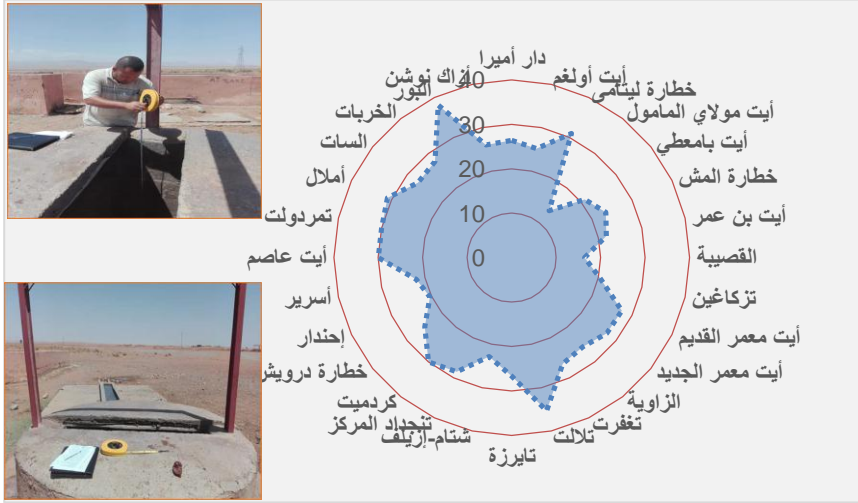 دار أميرا
أيت أولغم
خطارة ليتامى
أيت مولاي المامول
أيت بامعطي
خطارة المش
أيت بن عمر
القصيبة
تزكاغين
أيت معمر القديم
أيت معمر الجديد
الزاوية
تغفرت
تلالت
تايرزة
شتام-إزيلف
تنجداد المركز
كردميت
خطارة درويش
إحندار
أسرير
أيت عاصم
تمردولت
أملال
السات
الخربات
البور
أزاك نوشن
40
30
20
10
0